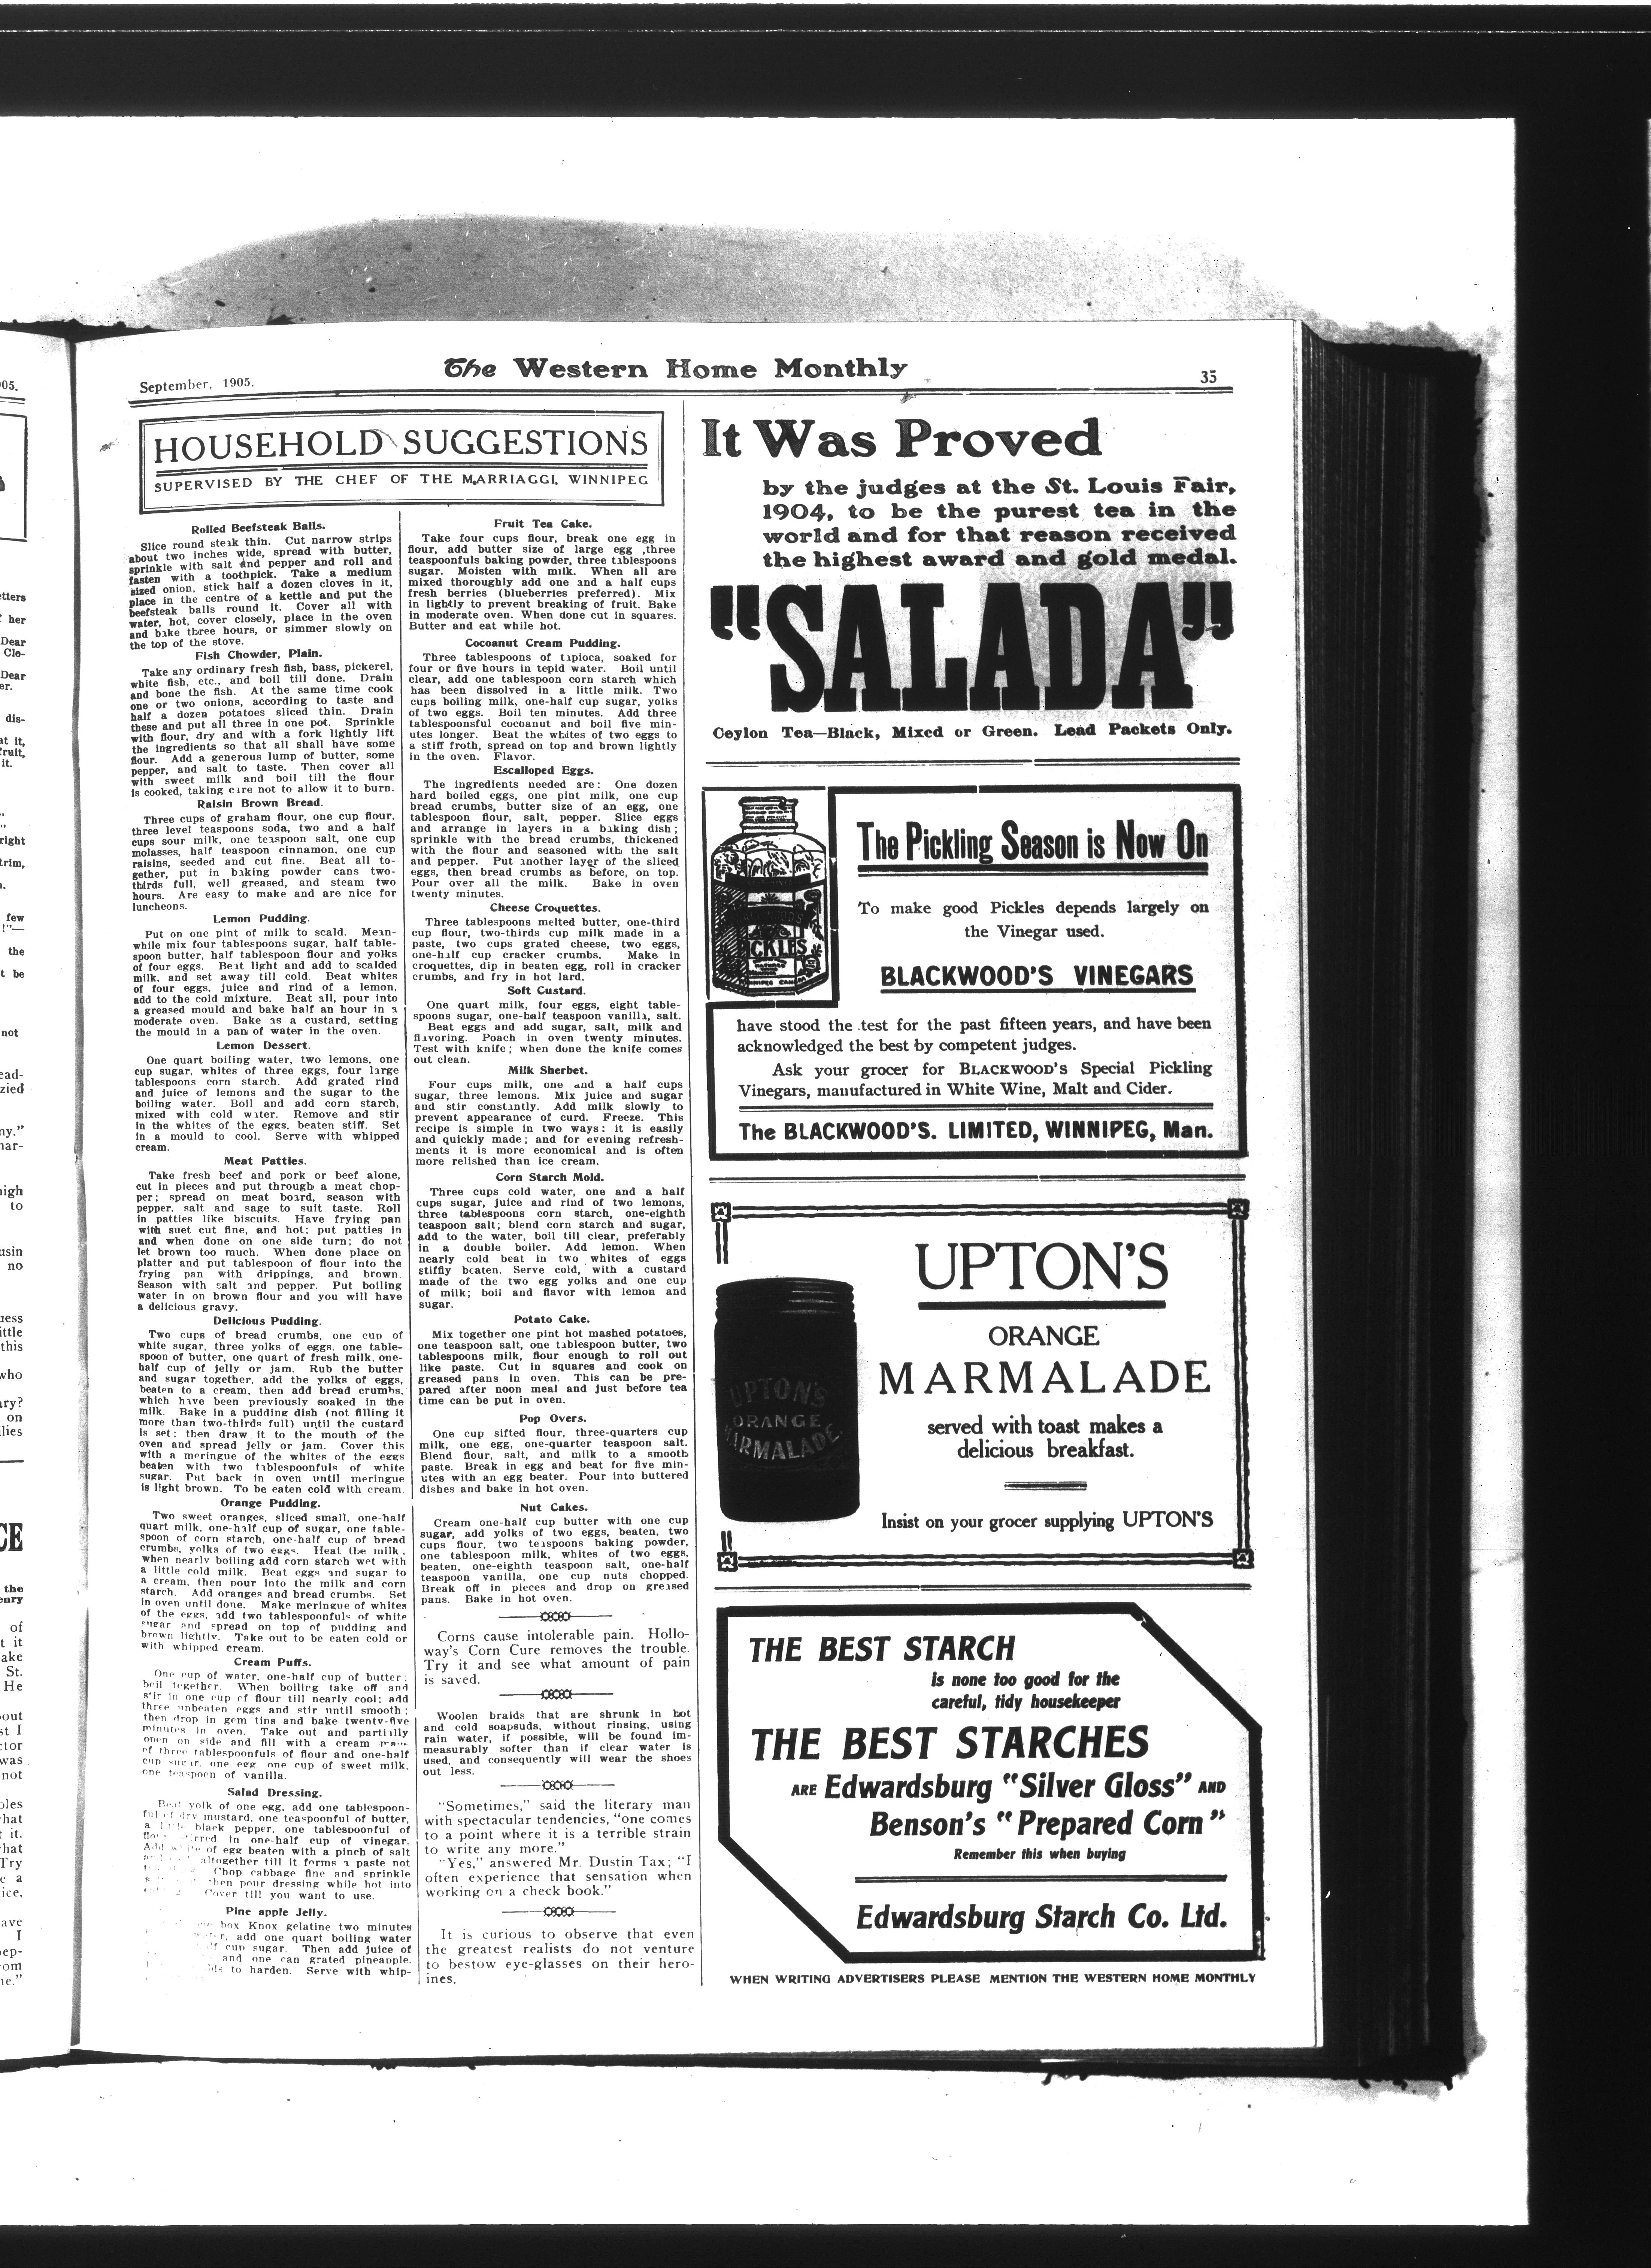 September, 1905.
The Western Home Monthly
35
HOUSEHOLD SUGGESTIONS
SUPERVISED BY THE CHEF OF THE MARRIAGGI, WINNIPEG
Rolled Beefsteak Balls.
Slice round steak thin. Cut narrow strips
about two inches wide, spread with butter,
sprinkle with salt and pepper and roll and
fasten with a toothpick. Take a medium
sized onion, stick half a dozen cloves in it,
place in the centre of a kettle and put the
beefsteak balls round it. Cover all with
water, hot, cover closely, place in the oven
and bake three hours, or simmer slowly on
the top of the stove.
Fish Chowder, Plain.
Take any ordinary fresh fish, bass, pickerel,
white fish, etc., and boil till done. Drain
and bone the fish. At the same time cook
one or two onions, according to taste and
half a dozen potatoes sliced thin. Drain
these and put all three in one pot. Sprinkle
with flour, dry and with a fork lightly lift
the ingredients so that all shall have some
flour. Add a generous lump of butter, some
pepper, and salt to taste. Then cover all
with sweet milk and boil till the flour
is cooked, taking care not to allow it to burn.
Raisin Brown Bread.
Three cups of graham flour, one cup flour,
three level teaspoons soda, two and a half
cups sour milk, one teaspoon salt, one cup
molasses, half teaspoon cinnamon, one cup
raisins, seeded and cut fine. Beat all to-
gether, put in baking powder cans two-
thirds full, well greased, and steam two
hours. Are easy to make and are nice for
luncheons.
Lemon Pudding.
Put on one pint of milk to scald. Mean-
while mix four tablespoons sugar, half table-
spoon butter, half tablespoon flour and yolks
of four eggs. Beat light and add to scalded
milk, and set away till cold. Beat whites
of four eggs, juice and rind of a lemon,
add to the cold mixture. Beat all, pour into
a greased mould and bake half an hour in a
moderate oven. Bake as a custard, setting
the mould in a pan of water in the oven.
Lemon Dessert.
One quart boiling water, two lemons, one
cup sugar, whites of three eggs, four large
tablespoons corn starch. Add grated rind
and juice of lemons and the sugar to the
boiling water. Boil and add corn starch,
mixed with cold water. Remove and stir
in the whites of the eggs, beaten stiff. Set
in a mould to cool. Serve with whipped
cream.
Meat Patties.
Take fresh beef and pork or beef alone,
cut in pieces and put through a meat chop-
per; spread on meat board, season with
pepper, salt and sage to suit taste. Roll
in patties like biscuits. Have frying pan
with suet cut fine, and hot; put patties in
and when done on one side turn; do not
let brown too much. When done place on
platter and put tablespoon of flour into the
frying pan with drippings, and brown.
Season with salt and pepper. Put boiling
water in on brown flour and you will have
a delicious gravy.
Delicious Pudding.
Two cups of bread crumbs, one cup of
white sugar, three yolks of eggs, one table-
spoon of butter, one quart of fresh milk, one-
half cup of jelly or jam. Rub the butter
and sugar together, add the yolks of eggs,
beaten to a cream, then add bread crumbs,
which have been previously soaked in the
milk. Bake in a pudding dish (not filling it
more than two-thirds full) until the custard
is set; then draw it to the mouth of the
oven and spread jelly or jam. Cover this
with a meringue of the whites of the eggs
beaten with two tablespoonfuls of white
sugar. Put back in oven until meringue
is light brown. To be eaten cold with cream.
Orange Pudding.
Two sweet oranges, sliced small, one-half
quart milk, one-half cup of sugar, one table-
spoon of corn starch, one-half cup of bread
crumbs, yolks of two eggs. Heat the milk;
when nearly boiling add corn starch wet with
a little cold milk. Beat eggs and sugar to
a cream, then pour into the milk and corn
starch. Add oranges and bread crumbs. Set
in oven until done. Make meringue of whites
of the eggs, add two tablespoonfuls of white
sugar and spread on top of pudding and
brown lightly. Take out to be eaten cold or
with whipped cream.
Cream Puffs.
One cup of water, one-half cup of butter;
boil together. When boiling take off and
stir in one cup of flour till nearly cool; add
three unbeaten eggs and stir until smooth;
then drop in gem tins and bake twenty-five
minutes in oven. Take out and partially
open on side and fill with a cream
of three tablespoonfuls of flour and one-half
cup sugar, one egg, one cup of sweet milk,
one teaspoon of vanilla.
Salad Dressing.
Beat yolk of one egg, add one tablespoon-
ful of dry mustard, one teaspoonful of butter,
a little black pepper, one tablespoonful of
flour stirred in one-half cup of vinegar.
Add white of egg beaten with a pinch of salt
altogether till it forms a paste not
Chop cabbage fine and sprinkle
then pour dressing while hot into
Cover till you want to use.
Pine apple Jelly.
one box Knox gelatine two minutes
add one quart boiling water
cup sugar. Then add juice of
and one can grated pineapple.
to harden. Serve with whip-
Fruit Tea Cake.
Take four cups flour, break one egg in
flour, add butter size of large egg ,three
teaspoonfuls baking powder, three tablespoons
sugar. Moisten with milk. When all are
mixed thoroughly add one and a half cups
fresh berries (blueberries preferred). Mix
in lightly to prevent breaking of fruit. Bake
in moderate oven. When done cut in squares.
Butter and eat while hot.
Cocoanut Cream Pudding.
Three tablespoons of tapioca, soaked for
four or five hours in tepid water. Boil until
clear, add one tablespoon corn starch which
has been dissolved in a little milk. Two
cups boiling milk, one-half cup sugar, yolks
of two eggs. Boil ten minutes. Add three
tablespoonsful cocoanut and boil five min-
utes longer. Beat the whites of two eggs to
a stiff froth, spread on top and brown lightly
in the oven. Flavor.
Escalloped Eggs.
The ingredients needed are: One dozen
hard boiled eggs, one pint milk, one cup
bread crumbs, butter size of an egg, one
tablespoon flour, salt, pepper. Slice eggs
and arrange in layers in a baking dish;
sprinkle with the bread crumbs, thickened
with the flour and seasoned with the salt
and pepper. Put another layer of the sliced
eggs, then bread crumbs as before, on top.
Pour over all the milk. Bake in oven
twenty minutes.
Cheese Croquettes.
Three tablespoons melted butter, one-third
cup flour, two-thirds cup milk made in a
paste, two cups grated cheese, two eggs,
one-half cup cracker crumbs. Make in
croquettes, dip in beaten egg, roll in cracker
crumbs, and fry in hot lard.
Soft Custard.
One quart milk, four eggs, eight table-
spoons sugar, one-half teaspoon vanilla, salt.
Beat eggs and add sugar, salt, milk and
flavoring. Poach in oven twenty minutes.
Test with knife; when done the knife comes
out clean.
Milk Sherbet.
Four cups milk, one and a half cups
sugar, three lemons. Mix juice and sugar
and stir constantly. Add milk slowly to
prevent appearance of curd. Freeze. This
recipe is simple in two ways: it is easily
and quickly made; and for evening refresh-
ments it is more economical and is often
more relished than ice cream.
Corn Starch Mold.
Three cups cold water, one and a half
cups sugar, juice and rind of two lemons,
three tablespoons corn starch, one-eighth
teaspoon salt; blend corn starch and sugar,
add to the water, boil till clear, preferably
in a double boiler. Add lemon. When
nearly cold beat in two whites of eggs
stiffly beaten. Serve cold, with a custard
made of the two egg yolks and one cup
of milk; boil and flavor with lemon and
sugar.
Potato Cake.
Mix together one pint hot mashed potatoes,
one teaspoon salt, one tablespoon butter, two
tablespoons milk, flour enough to roll out
like paste. Cut in squares and cook on
greased pans in oven. This can be pre-
pared after noon meal and just before tea
time can be put in oven.
Pop Overs.
One cup sifted flour, three-quarters cup
milk, one egg, one-quarter teaspoon salt.
Blend flour, salt, and milk to a smooth
paste. Break in egg and beat for five min-
utes with an egg beater. Pour into buttered
dishes and bake in hot oven.
Nut Cakes.
Cream one-half cup butter with one cup
sugar, add yolks of two eggs, beaten, two
cups flour, two teaspoons baking powder,
one tablespoon milk, whites of two eggs,
beaten, one-eighth teaspoon salt, one-half
teaspoon vanilla, one cup nuts chopped.
Break off in pieces and drop on greased
pans. Bake in hot oven.
Corns cause intolerable pain. Hollo-
way's Corn Cure removes the trouble.
Try it and see what amount of pain
is saved.
Woolen braids that are shrunk in hot
and cold soapsuds, without rinsing, using
rain water, if possible, will be found im-
measurably softer than if clear water is
used, and consequently will wear the shoes
out less.
"Sometimes," said the literary man
with spectacular tendencies, "one comes
to a point where it is a terrible strain
to write any more."
"Yes," answered Mr. Dustin Tax; "I
often experience that sensation when
working on a check book."
It is curious to observe that even
the greatest realists do not venture
to bestow eye-glasses on their hero-
ines.
It Was Proved
by the judges at the St. Louis Fair,
1904, to be the purest tea in the
world and for that reason received
the highest award and gold medal.
"SALADA"
Ceylon Tea—Black, Mixed or Green. Lead Packets Only.
PICKLES
The Pickling Season is Now On
To make good Pickles depends largely on
the Vinegar used.
BLACKWOOD'S VINEGARS
have stood the test for the past fifteen years, and have been
acknowledged the best by competent judges.
Ask your grocer for BLACKWOOD'S Special Pickling
Vinegars, manufactured in White Wine, Malt and Cider.
The BLACKWOOD'S. LIMITED, WINNIPEG, Man.
UPTON'S
ORANGE
MARMALADE
UPTON'S
ORANGE
MARMALADE
served with toast makes a
delicious breakfast.
Insist on your grocer supplying UPTON'S
THE BEST STARCH
is none too good for the
careful, tidy housekeeper
THE BEST STARCHES
ARE Edwardsburg "Silver Gloss" AND
Benson's "Prepared Corn"
Remember this when buying
Edwardsburg Starch Co. Ltd.
WHEN WRITING ADVERTISERS PLEASE MENTION THE WESTERN HOME MONTHLY